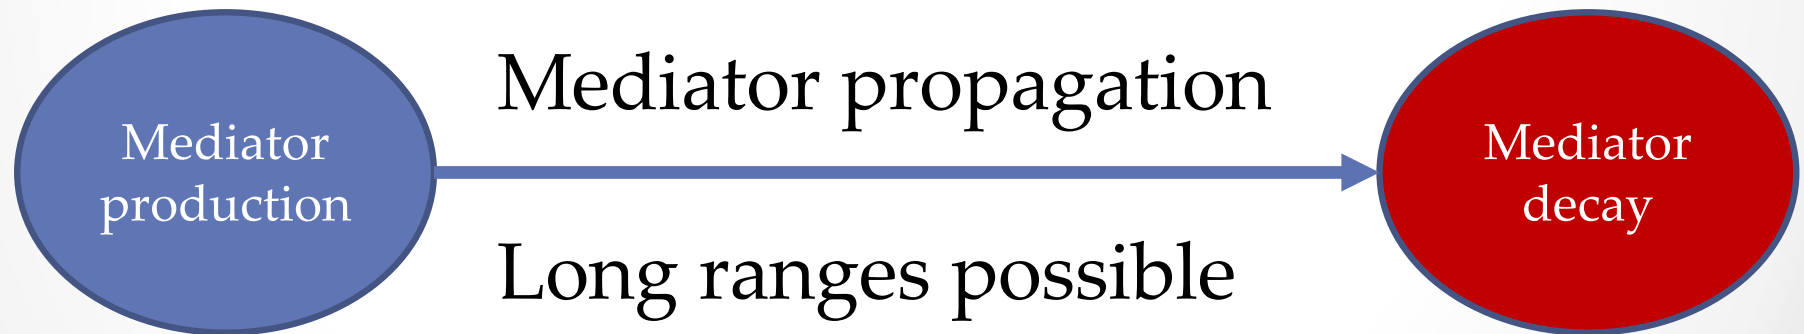 Mediator
production
Mediator propagation
Long ranges possible
Mediator
decay